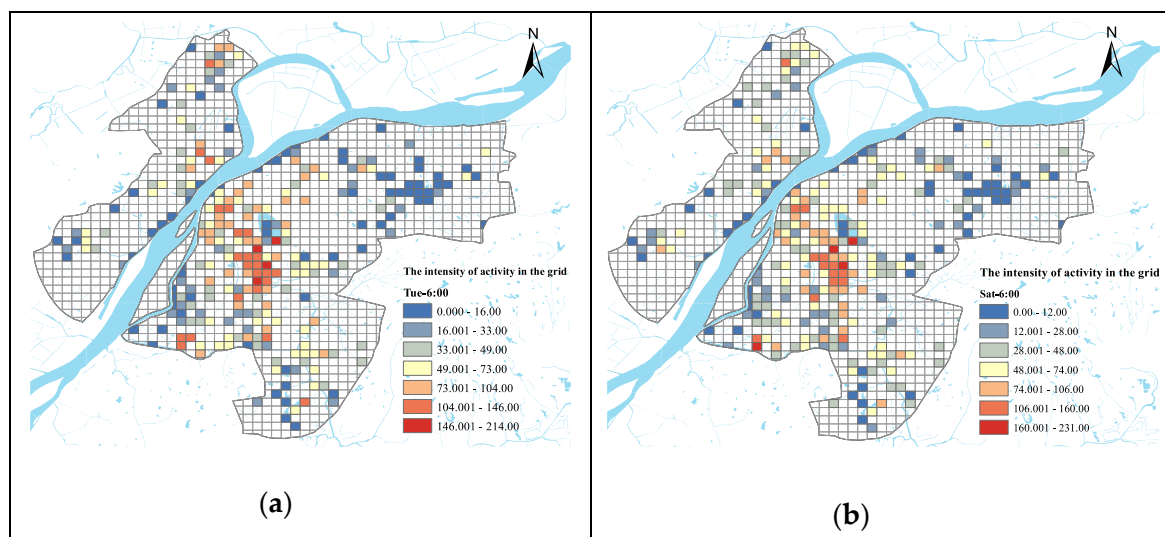 N
The intensity of activity in the grid
Tue-6:00
0.000 - 16.00
16.001 - 33.00
33.001 - 49.00
49.001 - 73.00
73.001 - 104.00
104.001 - 146.00
146.001 - 214.00
(a)
N
The intensity of activity in the grid
Sat-6:00
0.00 - 12.00
12.001 - 28.00
28.001 - 48.00
48.001 - 74.00
74.001 - 106.00
106.001 - 160.00
160.001 - 231.00
(b)